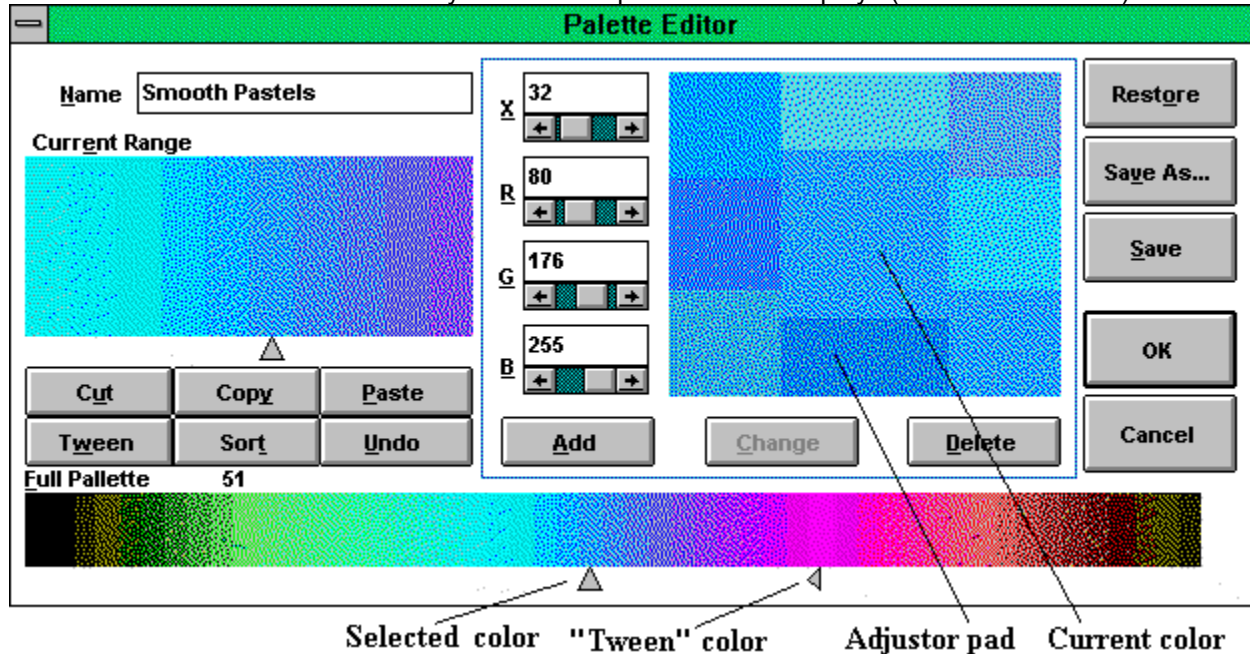 Palette Editor
Name Smooth Pastels
Current Range
X 32
R 80
G 176
B 255
Restore
Save As...
Save
OK
Cancel
Cut Copy Paste
Tween Sort Undo
Add Change Delete
Full Pallette 51
Selected color "Tween" color Adjustor pad Current color